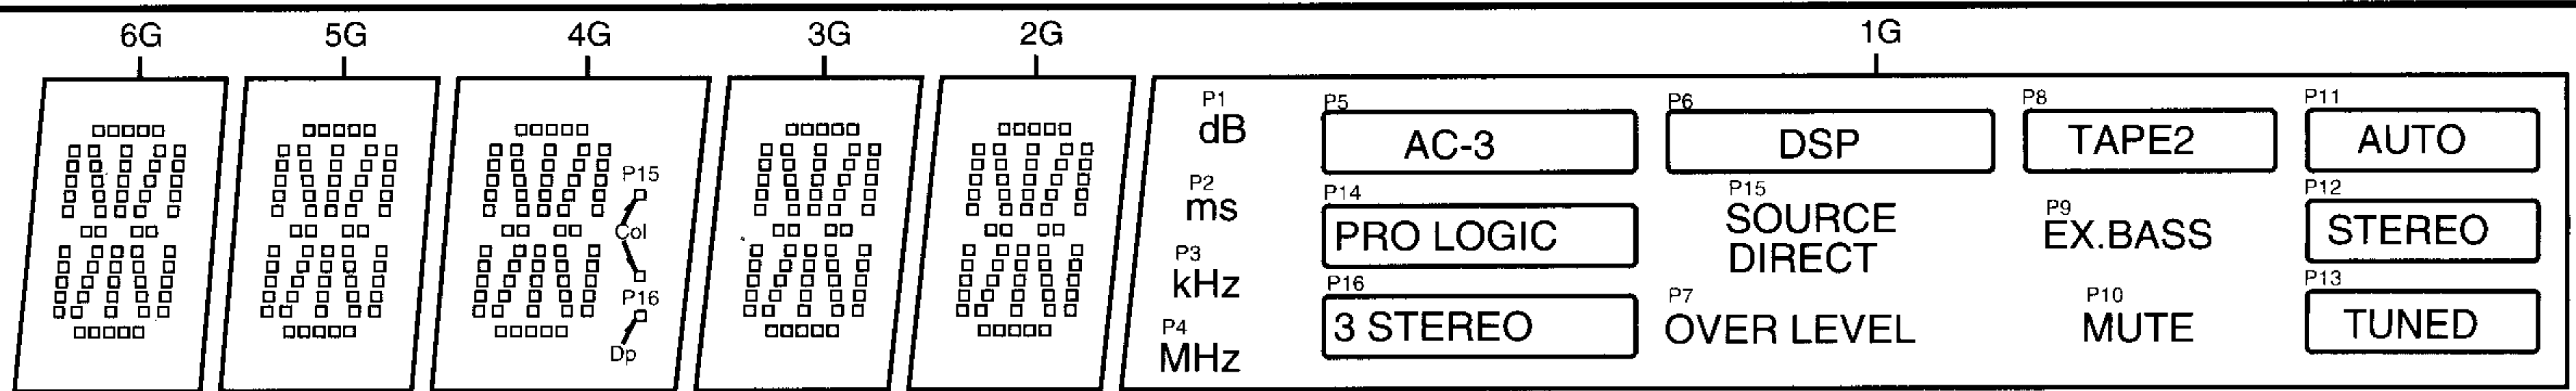 6G 5G 4G 3G 2G 1G
P1 P5 P6 P8 P11
dB AC-3 DSP TAPE2 AUTO
P15
P2 P14 P15 P9 P12
ms PRO LOGIC SOURCE DIRECT EX.BASS STEREO
Col
P3
kHz
P16 P16 P7 P10 P13
3 STEREO OVER LEVEL MUTE TUNED
P4
MHz
Dp